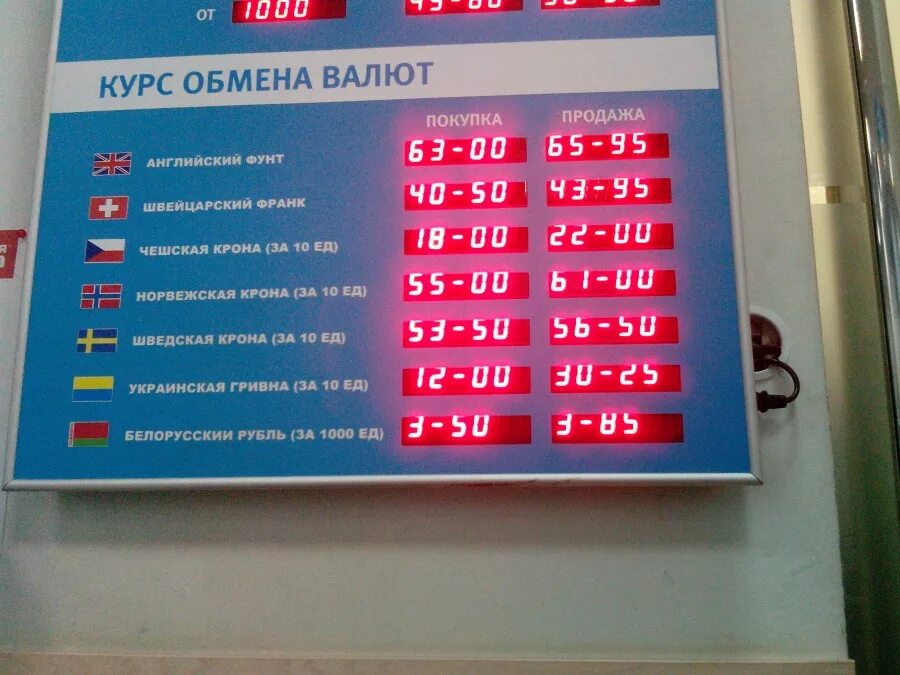 ОТ 1000
КУРС ОБМЕНА ВАЛЮТ
ПОКУПКА ПРОДАЖА
АНГЛИЙСКИЙ ФУНТ 63-00 65-95
ШВЕЙЦАРСКИЙ ФРАНК 40-50 43-95
ЧЕШСКАЯ КРОНА (ЗА 10 ЕД) 18-00 22-00
НОРВЕЖСКАЯ КРОНА (ЗА 10 ЕД) 55-00 61-00
ШВЕДСКАЯ КРОНА (ЗА 10 ЕД) 53-50 56-50
УКРАИНСКАЯ ГРИВНА (ЗА 10 ЕД) 12-00 30-25
БЕЛОРУССКИЙ РУБЛЬ (ЗА 1000 ЕД) 3-50 3-85